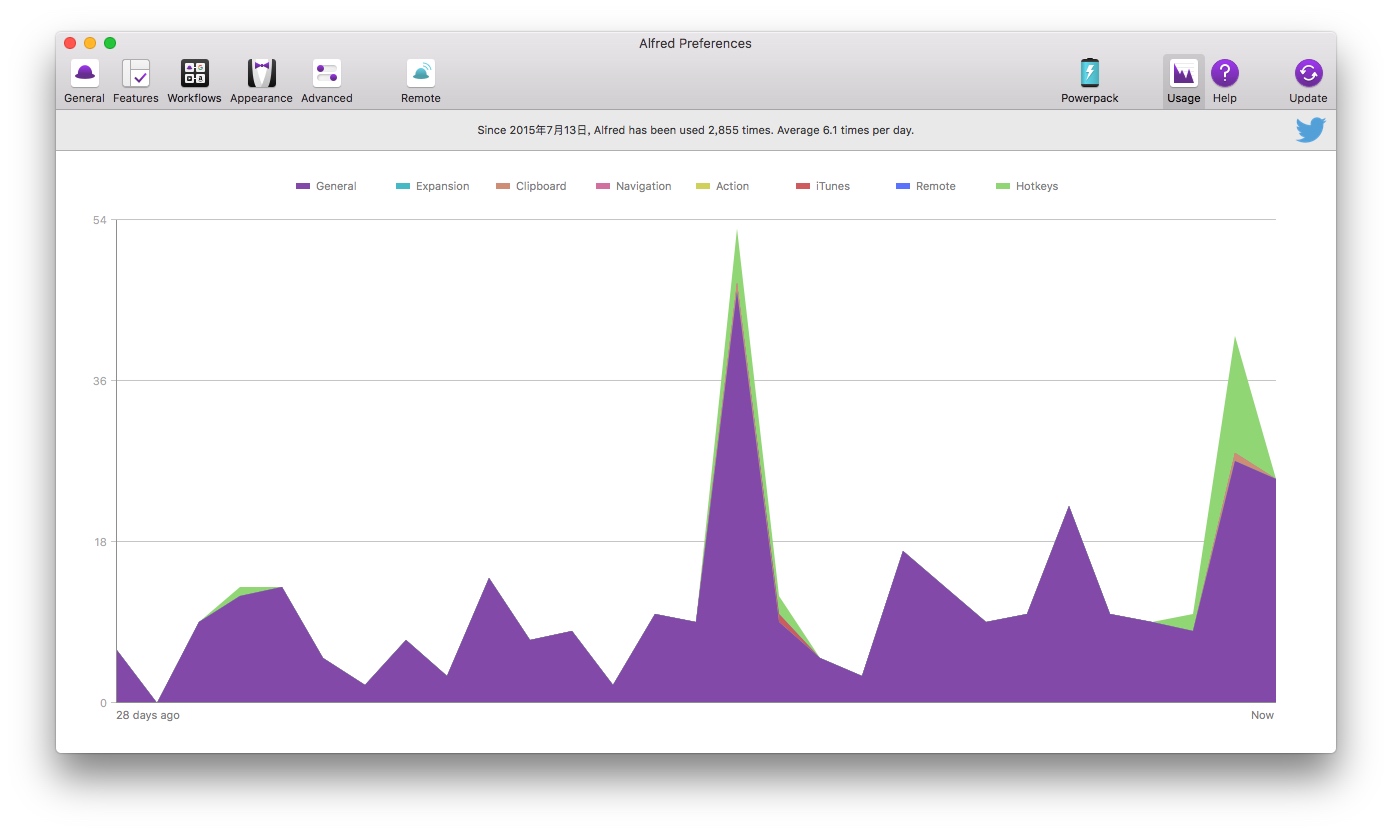 Alfred Preferences
General Features Workflows Appearance Advanced Remote Powerpack Usage Help Update
Since 2015年7月13日, Alfred has been used 2,855 times. Average 6.1 times per day.
General Expansion Clipboard Navigation Action iTunes Remote Hotkeys
54
36
18
0
28 days ago Now